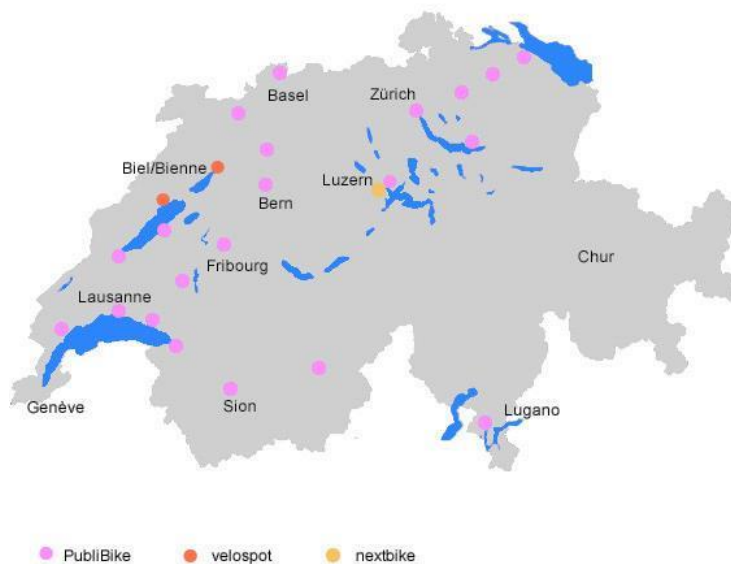 Basel
Zürich
Biel/Bienne
Luzern
Bern
Fribourg
Chur
Lausanne
Genève
Sion
Lugano
PubliBike
velospot
nextbike